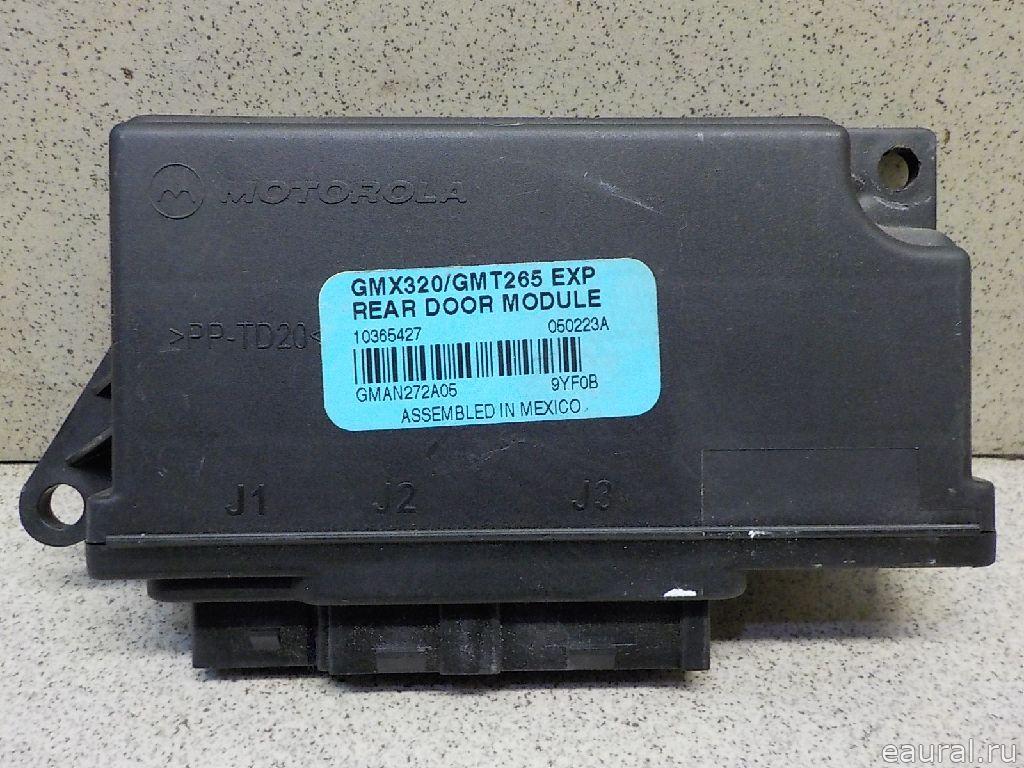 M MOTOROLA
GMX320/GMT265 EXP
REAR DOOR MODULE
10365427 050223A
>PP-TD20<
GMAN272A05 9YF0B
ASSEMBLED IN MEXICO
J1 J2 J3
eaural.ru